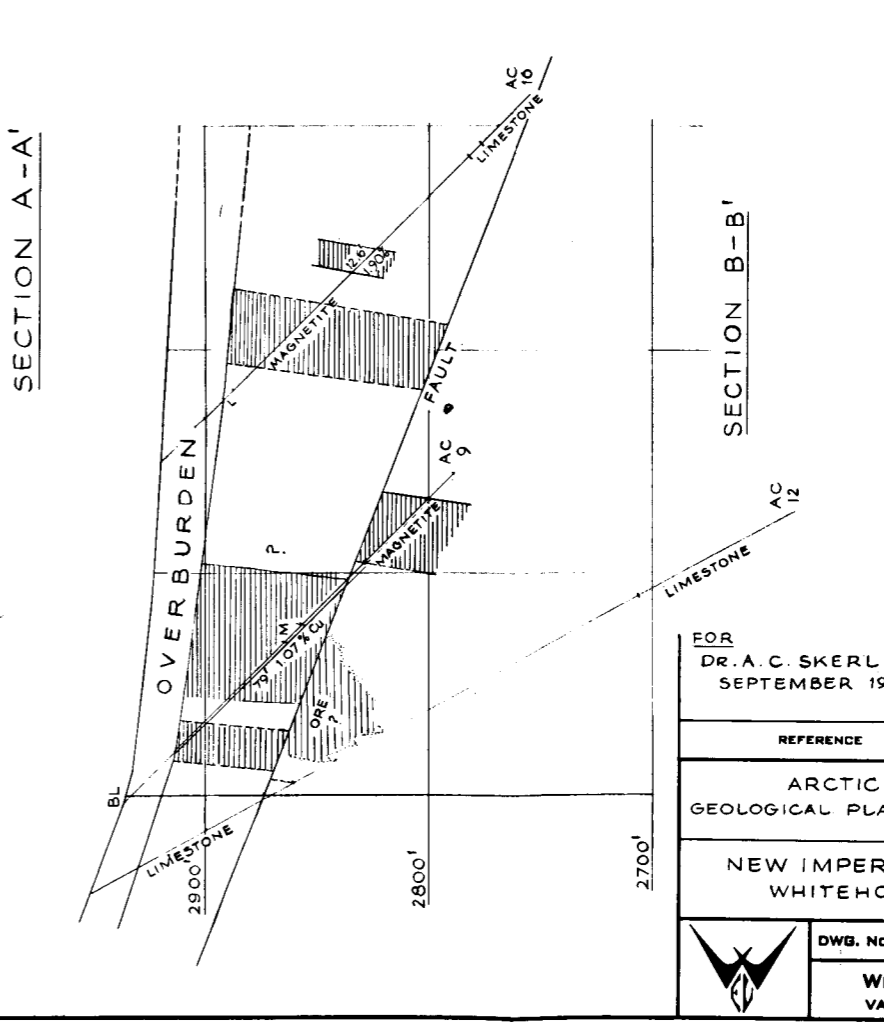 SECTION A-A'
AC 10
LIMESTONE
12.6'
1.90%
MAGNETITE
L
FAULT
SECTION B-B'
OVERBURDEN
?
AC 9
MAGNETITE
AC 12
LIMESTONE
M
79' 1.07% Cu
ORE ?
BL
LIMESTONE
2900'
2800'
2700'
FOR
DR. A. C. SKERL
SEPTEMBER 19
REFERENCE
ARCTIC
GEOLOGICAL PLA
NEW IMPER
WHITEHO
DWG. No
W
VA